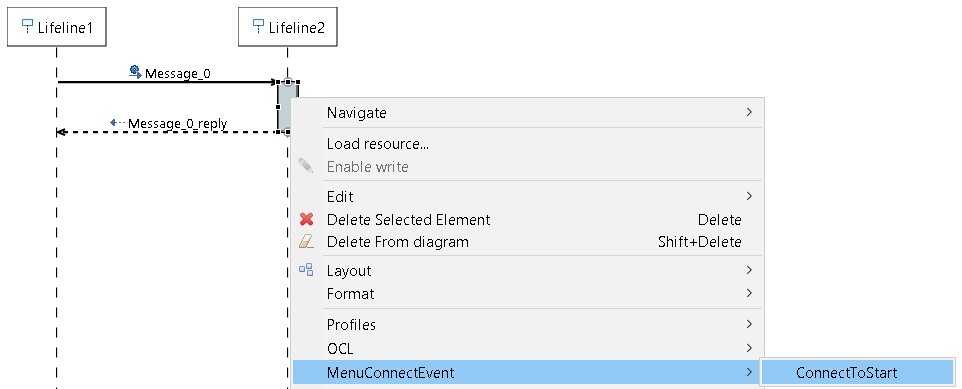 Lifeline1
Lifeline2
Message_0
Message_0_reply
Navigate
Load resource...
Enable write
Edit
Delete Selected Element Delete
Delete From diagram Shift+Delete
Layout
Format
Profiles
OCL
MenuConnectEvent
ConnectToStart